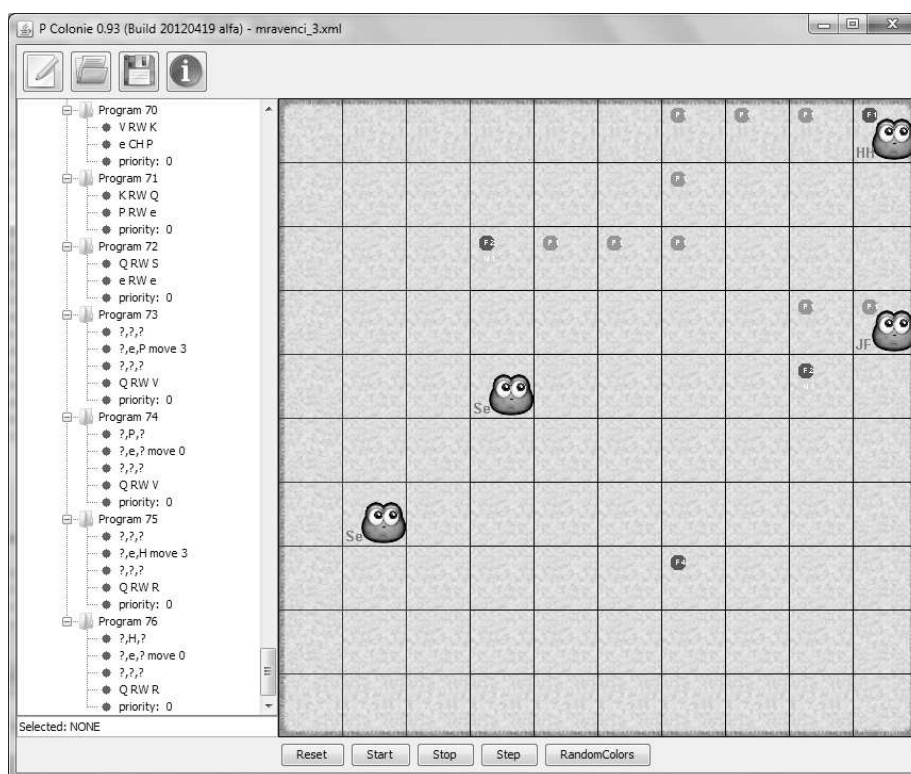 P Colonie 0.93 (Build 20120419 alfa) - mravenci_3.xml
Program 70
V RW K
e CH P
priority: 0
Program 71
K RW Q
P RW e
priority: 0
Program 72
Q RW S
e RW e
priority: 0
Program 73
?,?,?
?,e,P move 3
?,?,?
Q RW V
priority: 0
Program 74
?,P,?
?,e,? move 0
?,?,?
Q RW V
priority: 0
Program 75
?,?,?
?,e,H move 3
?,?,?
Q RW R
priority: 0
Program 76
?,H,?
?,e,? move 0
?,?,?
Q RW R
priority: 0
Selected: NONE
HH
F2
JF
F2
Se
Se
F4
Reset Start Stop Step RandomColors